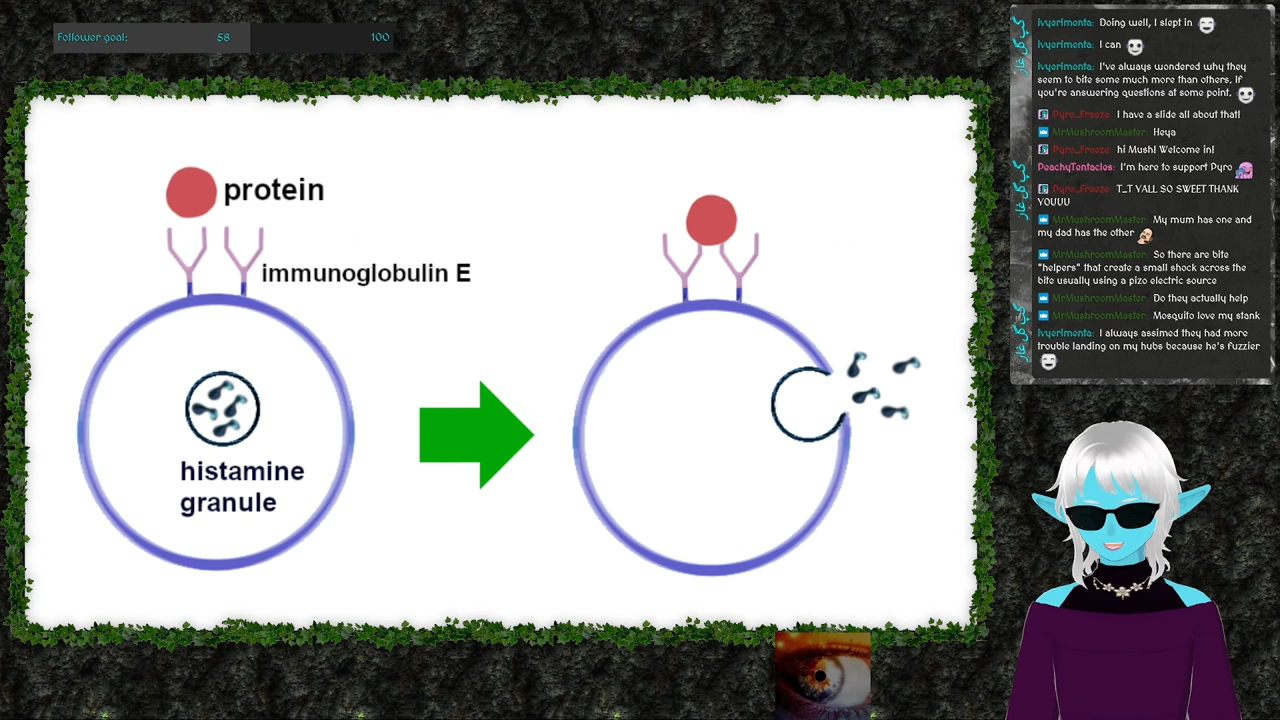 Follower goal: 58 100
protein
immunoglobulin E
histamine
granule
Ivyerimenta: Doing well, I slept in
Ivyerimenta: I can
Ivyerimenta: I've always wondered why they
seem to bite some much more than others. If
you're answering questions at some point.
Pyro_Freeze: I have a slide all about that!
MrMushroomMaster: Heya
Pyro_Freeze: hi Mush! Welcome in!
PeachyTentacles: I'm here to support Pyro
Pyro_Freeze: T_T YALL SO SWEET THANK
YOUUU
MrMushroomMaster: My mum has one and
my dad has the other
MrMushroomMaster: So there are bite
"helpers" that create a small shock across the
bite usually using a pizo electric source
MrMushroomMaster: Do they actually help
MrMushroomMaster: Mosquito love my stank
Ivyerimenta: I always assimed they had more
trouble landing on my hubs because he's fuzzier